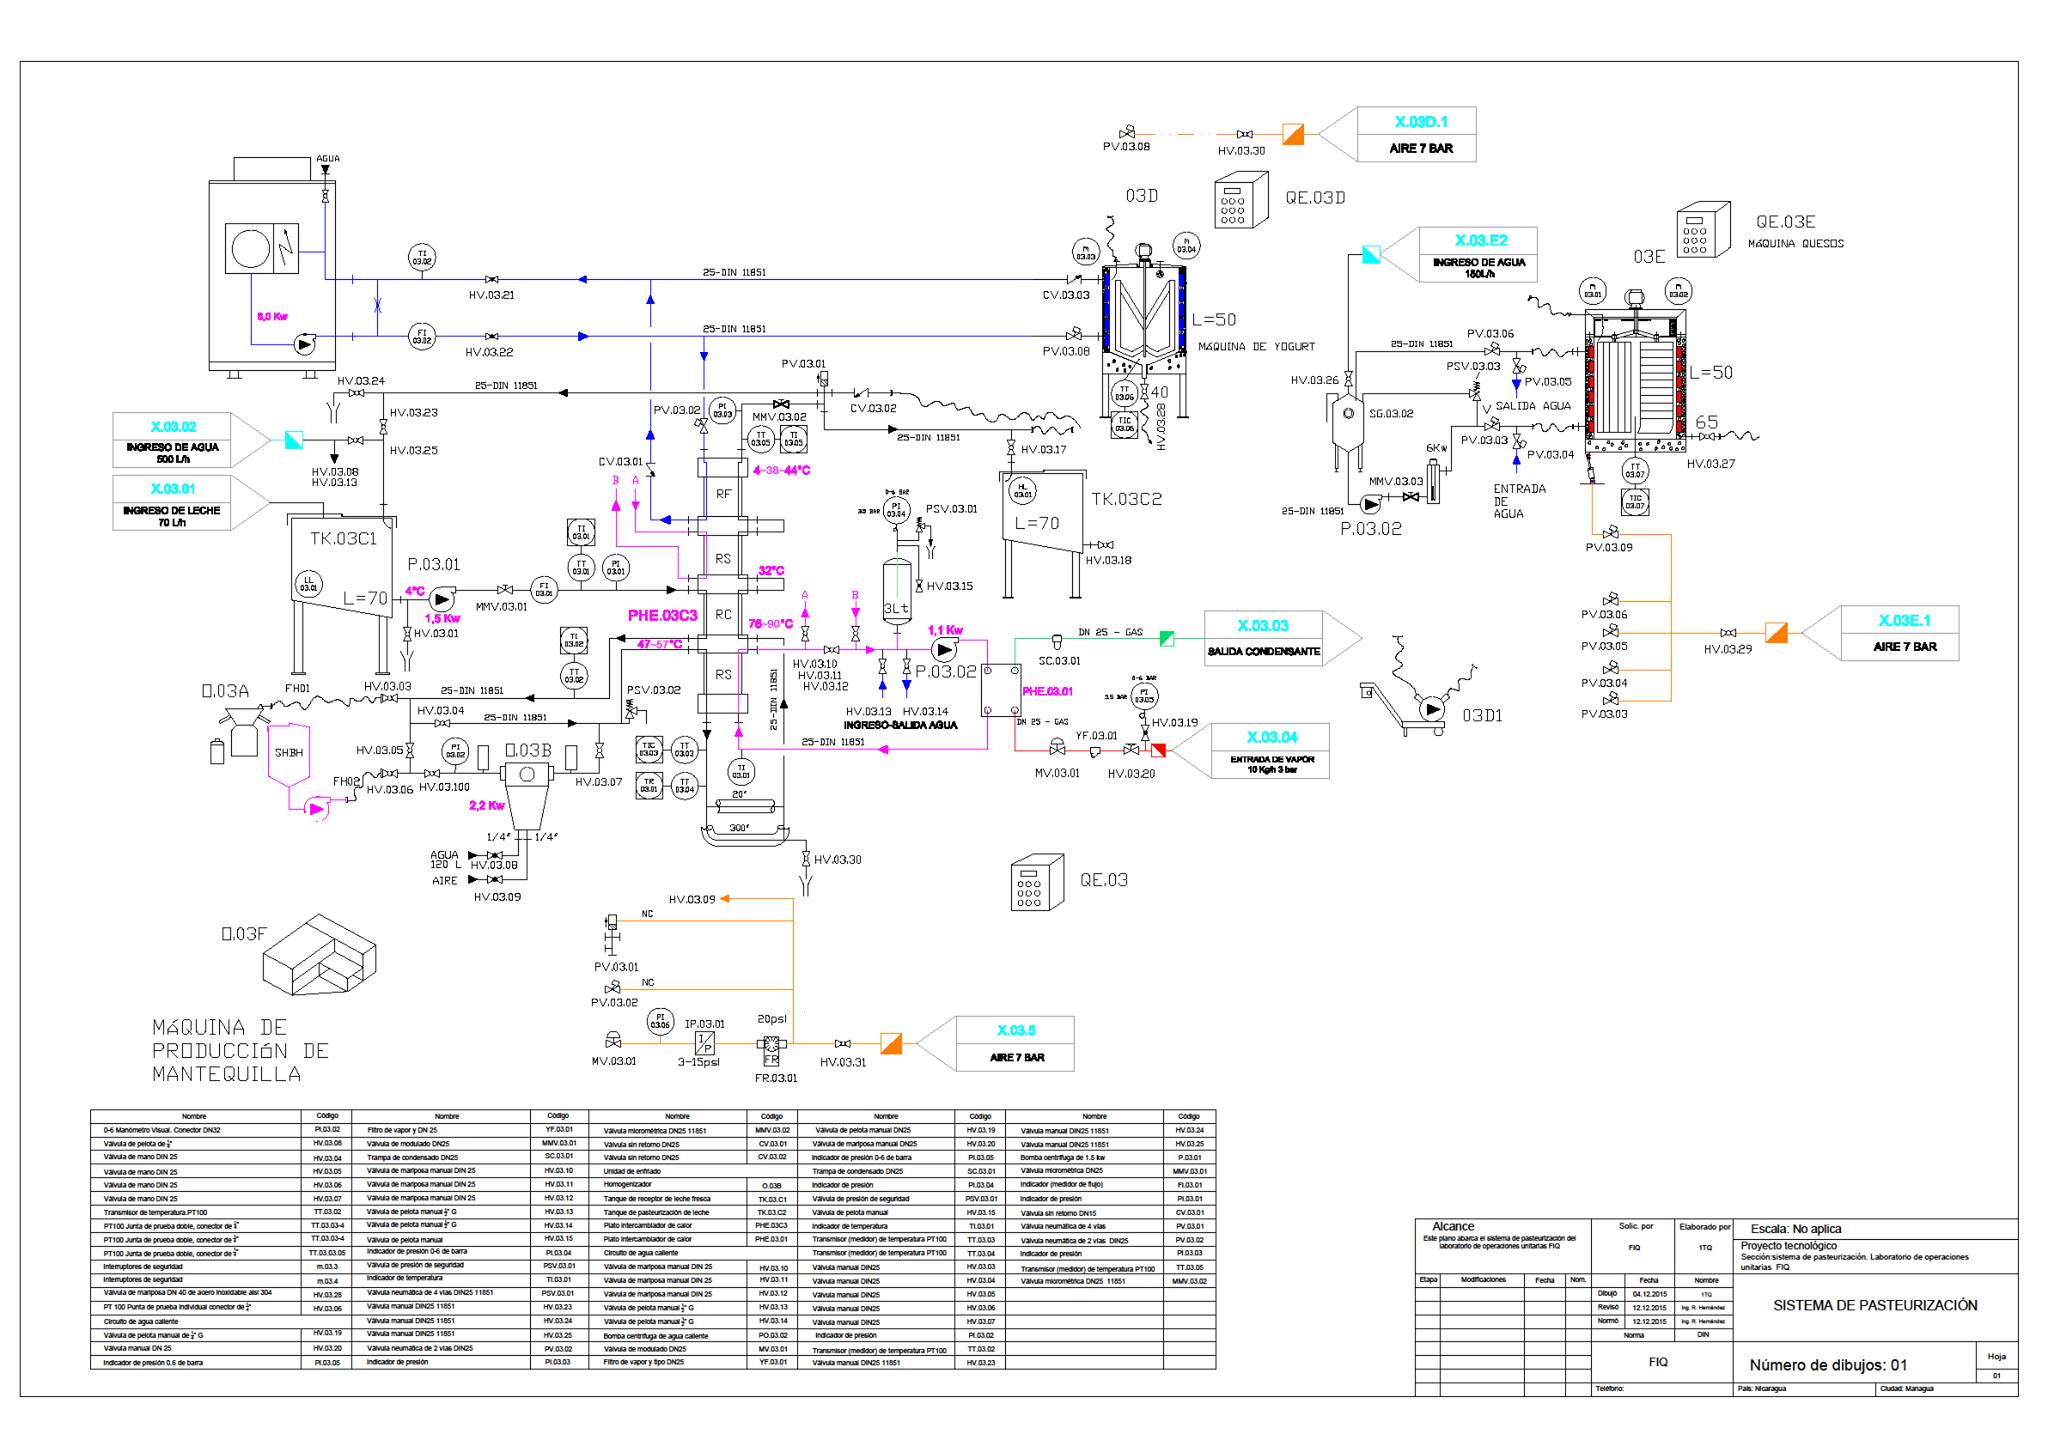 X.03D.1
AIRE 7 BAR
PV.03.08
HV.03.30
03D
QE.03D
QE.03E
MáQUINA QUESOS
AGUA
6,0 Kw
TI 03.02
HV.03.21
25-DIN 11851
FI 03.02
HV.03.22
25-DIN 11851
M 03.03
M 03.04
CV.03.03
PV.03.08
L=50
MáQUINA DE YOGURT
TT 03.06
TIC 03.06
40
HV.03.28
X.03.E2
INGRESO DE AGUA
150L/h
03E
M 03.01
M 03.02
25-DIN 11851
PV.03.06
PSV.03.03
PV.03.05
SALIDA AGUA
HV.03.26
SG.03.02
V
PV.03.03
PV.03.04
L=50
65
HV.03.27
6Kw
MMV.03.03
25-DIN 11851
P.03.02
ENTRADA
DE
AGUA
TT 03.07
TIC 03.07
PV.03.09
PV.03.06
PV.03.05
PV.03.04
PV.03.03
HV.03.29
X.03E.1
AIRE 7 BAR
HV.03.24
25-DIN 11851
HV.03.23
HV.03.25
X.03.02
INGRESO DE AGUA
500 L/h
HV.03.08
HV.03.13
X.03.01
INGRESO DE LECHE
70 L/h
TK.03C1
LL 03.01
L=70
4°C
P.03.01
1,5 Kw
HV.03.01
MMV.03.01
FI 03.01
TI 03.01
TT 03.01
PI 03.01
PV.03.01
PV.03.02
PI 03.03
MMV.03.02
CV.03.02
TT 03.05
TI 03.05
25-DIN 11851
CV.03.01
B
A
4~38~44°C
RF
RS
32°C
RC
PHE.03C3
76~90°C
47~57°C
RS
HV.03.17
HL 03.01
TK.03C2
L=70
HV.03.18
0-6 BAR
PI 03.04
PSV.03.01
HV.03.15
3Lt
A
B
1,1 Kw
P.03.02
HV.03.10
HV.03.11
HV.03.12
HV.03.13
HV.03.14
INGRESO-SALIDA AGUA
PHE.03.01
DN 25 - GAS
SC.03.01
X.03.03
SALIDA CONDENSANTE
0-6 BAR
3.5 BAR
PI 03.05
HV.03.19
DN 25 - GAS
YF.03.01
MV.03.01
HV.03.20
X.03.04
ENTRADA DE VAPOR
10 Kg/h 3 bar
03D1
TI 03.02
TT 03.02
PSV.03.02
FH01
HV.03.03
25-DIN 11851
HV.03.04
25-DIN 11851
25-DIN 11851
25-DIN 11851
O.03A
SHBH
FH02
HV.03.05
HV.03.06
HV.03.100
PI 03.02
O.03B
HV.03.07
2,2 Kw
1/4"
1/4"
AGUA
120 L
HV.03.08
AIRE
HV.03.09
TIC 03.03
TT 03.03
TR 03.01
TT 03.04
TI 03.01
20"
300"
HV.03.30
QE.03
O.03F
MáQUINA DE
PRODUCCIóN DE
MANTEQUILLA
HV.03.09
NC
PV.03.01
NC
PV.03.02
PI 03.06
IP.03.01
I/P
3-15psl
MV.03.01
20psl
FR
FR.03.01
HV.03.31
X.03.5
AIRE 7 BAR
Nombre Código Nombre Código Nombre Código Nombre Código Nombre Código
0-6 Manómetro Visual. Conector DN32 PI.03.02 Filtro de vapor y DN 25 YF.03.01 Válvula micrométrica DN25 11851 MMV.03.02 Válvula de pelota manual DN25 HV.03.19 Válvula manual DN25 11851 HV.03.24
Válvula de pelota de ¼" HV.03.08 Válvula de modulado DN25 MMV.03.01 Válvula sin retorno DN25 CV.03.01 Válvula de mariposa manual DN25 HV.03.20 Válvula manual DN25 11851 HV.03.25
Válvula de mano DIN 25 HV.03.04 Trampa de condensado DN25 SC.03.01 Válvula sin retorno DN25 CV.03.02 Indicador de presión 0-6 de barra PI.03.05 Bomba centrífuga de 1.5 kw P.03.01
Válvula de mano DIN 25 HV.03.05 Válvula de mariposa manual DIN 25 HV.03.10 Unidad de enfriado Trampa de condensado DN25 SC.03.01 Válvula micrométrica DN25 MMV.03.01
Válvula de mano DIN 25 HV.03.06 Válvula de mariposa manual DIN 25 HV.03.11 Homogenizador O.03B Indicador de presión PI.03.04 Indicador (medidor de flujo) FI.03.01
Válvula de mano DIN 25 HV.03.07 Válvula de mariposa manual DIN 25 HV.03.12 Tanque de receptor de leche fresca TK.03.C1 Válvula de presión de seguridad PSV.03.01 Indicador de presión PI.03.01
Transmisor de temperatura.PT100 TT.03.02 Válvula de pelota manual ½" G HV.03.13 Tanque de pasteurización de leche TK.03.C2 Válvula de pelota manual HV.03.15 Válvula sin retorno DN15 CV.03.01
PT100 Junta de prueba doble, conector de TT.03.03-4 Válvula de pelota manual ½" G HV.03.14 Plato intercambiador de calor PHE.03C3 Indicador de temperatura TI.03.01 Válvula neumática de 4 vías PV.03.01
PT100 Junta de prueba doble, conector de TT.03.03-4 Válvula de pelota manual HV.03.15 Plato intercambiador de calor PHE.03.01 Transmisor (medidor) de temperatura PT100 TT.03.03 Válvula neumática de 2 vías DN25 PV.03.02
PT100 Junta de prueba doble, conector de TT.03.03.05 Indicador de presión 0-6 de barra PI.03.04 Circuito de agua caliente Transmisor (medidor) de temperatura PT100 TT.03.04 Indicador de presión PI.03.03
Interruptores de seguridad m.03.3 Válvula de presión de seguridad PSV.03.01 Válvula de mariposa manual DIN 25 HV.03.10 Válvula manual DN25 HV.03.03 Transmisor (medidor) de temperatura PT100 TT.03.05
Interruptores de seguridad m.03.4 Indicador de temperatura TI.03.01 Válvula de mariposa manual DIN 25 HV.03.11 Válvula manual DIN25 HV.03.04 Válvula micrométrica DN25 11851 MMV.03.02
Válvula de mariposa DN 40 de acero inoxidable aisi 304 HV.03.28 Válvula neumática de 4 vías DN25 11851 PSV.03.01 Válvula de mariposa manual DIN 25 HV.03.12 Válvula manual DIN25 HV.03.05
PT 100 Punta de prueba individual conector de HV.03.06 Válvula manual DIN25 11851 HV.03.23 Válvula de pelota manual ½ G HV.03.13 Válvula manual DIN25 HV.03.06
Circuito de agua caliente Válvula manual DIN25 11851 HV.03.24 Válvula de pelota manual ½ G HV.03.14 Válvula manual DIN25 HV.03.07
Válvula de pelota manual de ½" G HV.03.19 Válvula manual DIN25 11851 HV.03.25 Bomba centrífuga de agua caliente PO.03.02 Indicador de presión PI.03.02
Válvula manual DN 25 HV.03.20 Válvula neumática de 2 vías DIN25 PV.03.02 Válvula de modulado DN25 MV.03.01 Transmisor (medidor) de temperatura PT100 TT.03.02
Indicador de presión 0.6 de barra PI.03.05 Indicador de presión PI.03.03 Filtro de vapor y tipo DN25 YF.03.01 Válvula manual DIN25 11851 HV.03.23
Alcance
Este plano abarca el sistema de pasteurización del
laboratorio de operaciones unitarias FIQ
Solic. por
FIQ
Elaborado por
1TQ
Escala: No aplica
Proyecto tecnológico
Sección:sistema de pasteurización. Laboratorio de operaciones
unitarias FIQ
Etapa Modificaciones Fecha Nom. Fecha Nombre
Dibujó 04.12.2015 1TQ
Revisó 12.12.2015 Ing. R. Hernández
Normó 12.12.2015 Ing. R. Hernández
Norma DIN
SISTEMA DE PASTEURIZACIÓN
FIQ
Número de dibujos: 01
Hoja
01
Teléfono:
País: Nicaragua
Ciudad: Managua